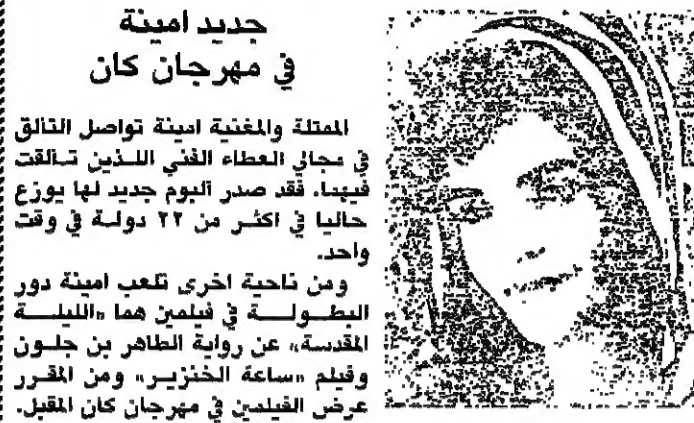 جديد امينة
في مهرجان كان
الممثلة والمغنية امينة تواصل التألق
في مجالي العطاء الفني اللذين تألقت
فيهما. فقد صدر ألبوم جديد لها يوزع
حاليا في اكثر من ٢٢ دولة في وقت
واحد.
ومن ناحية اخرى تلعب امينة دور
البطولة في فيلمين هما «الليلة
المقدسة» عن رواية الطاهر بن جلون
وفيلم «ساعة الخنزير» ومن المقرر
عرض الفيلمين في مهرجان كان المقبل.